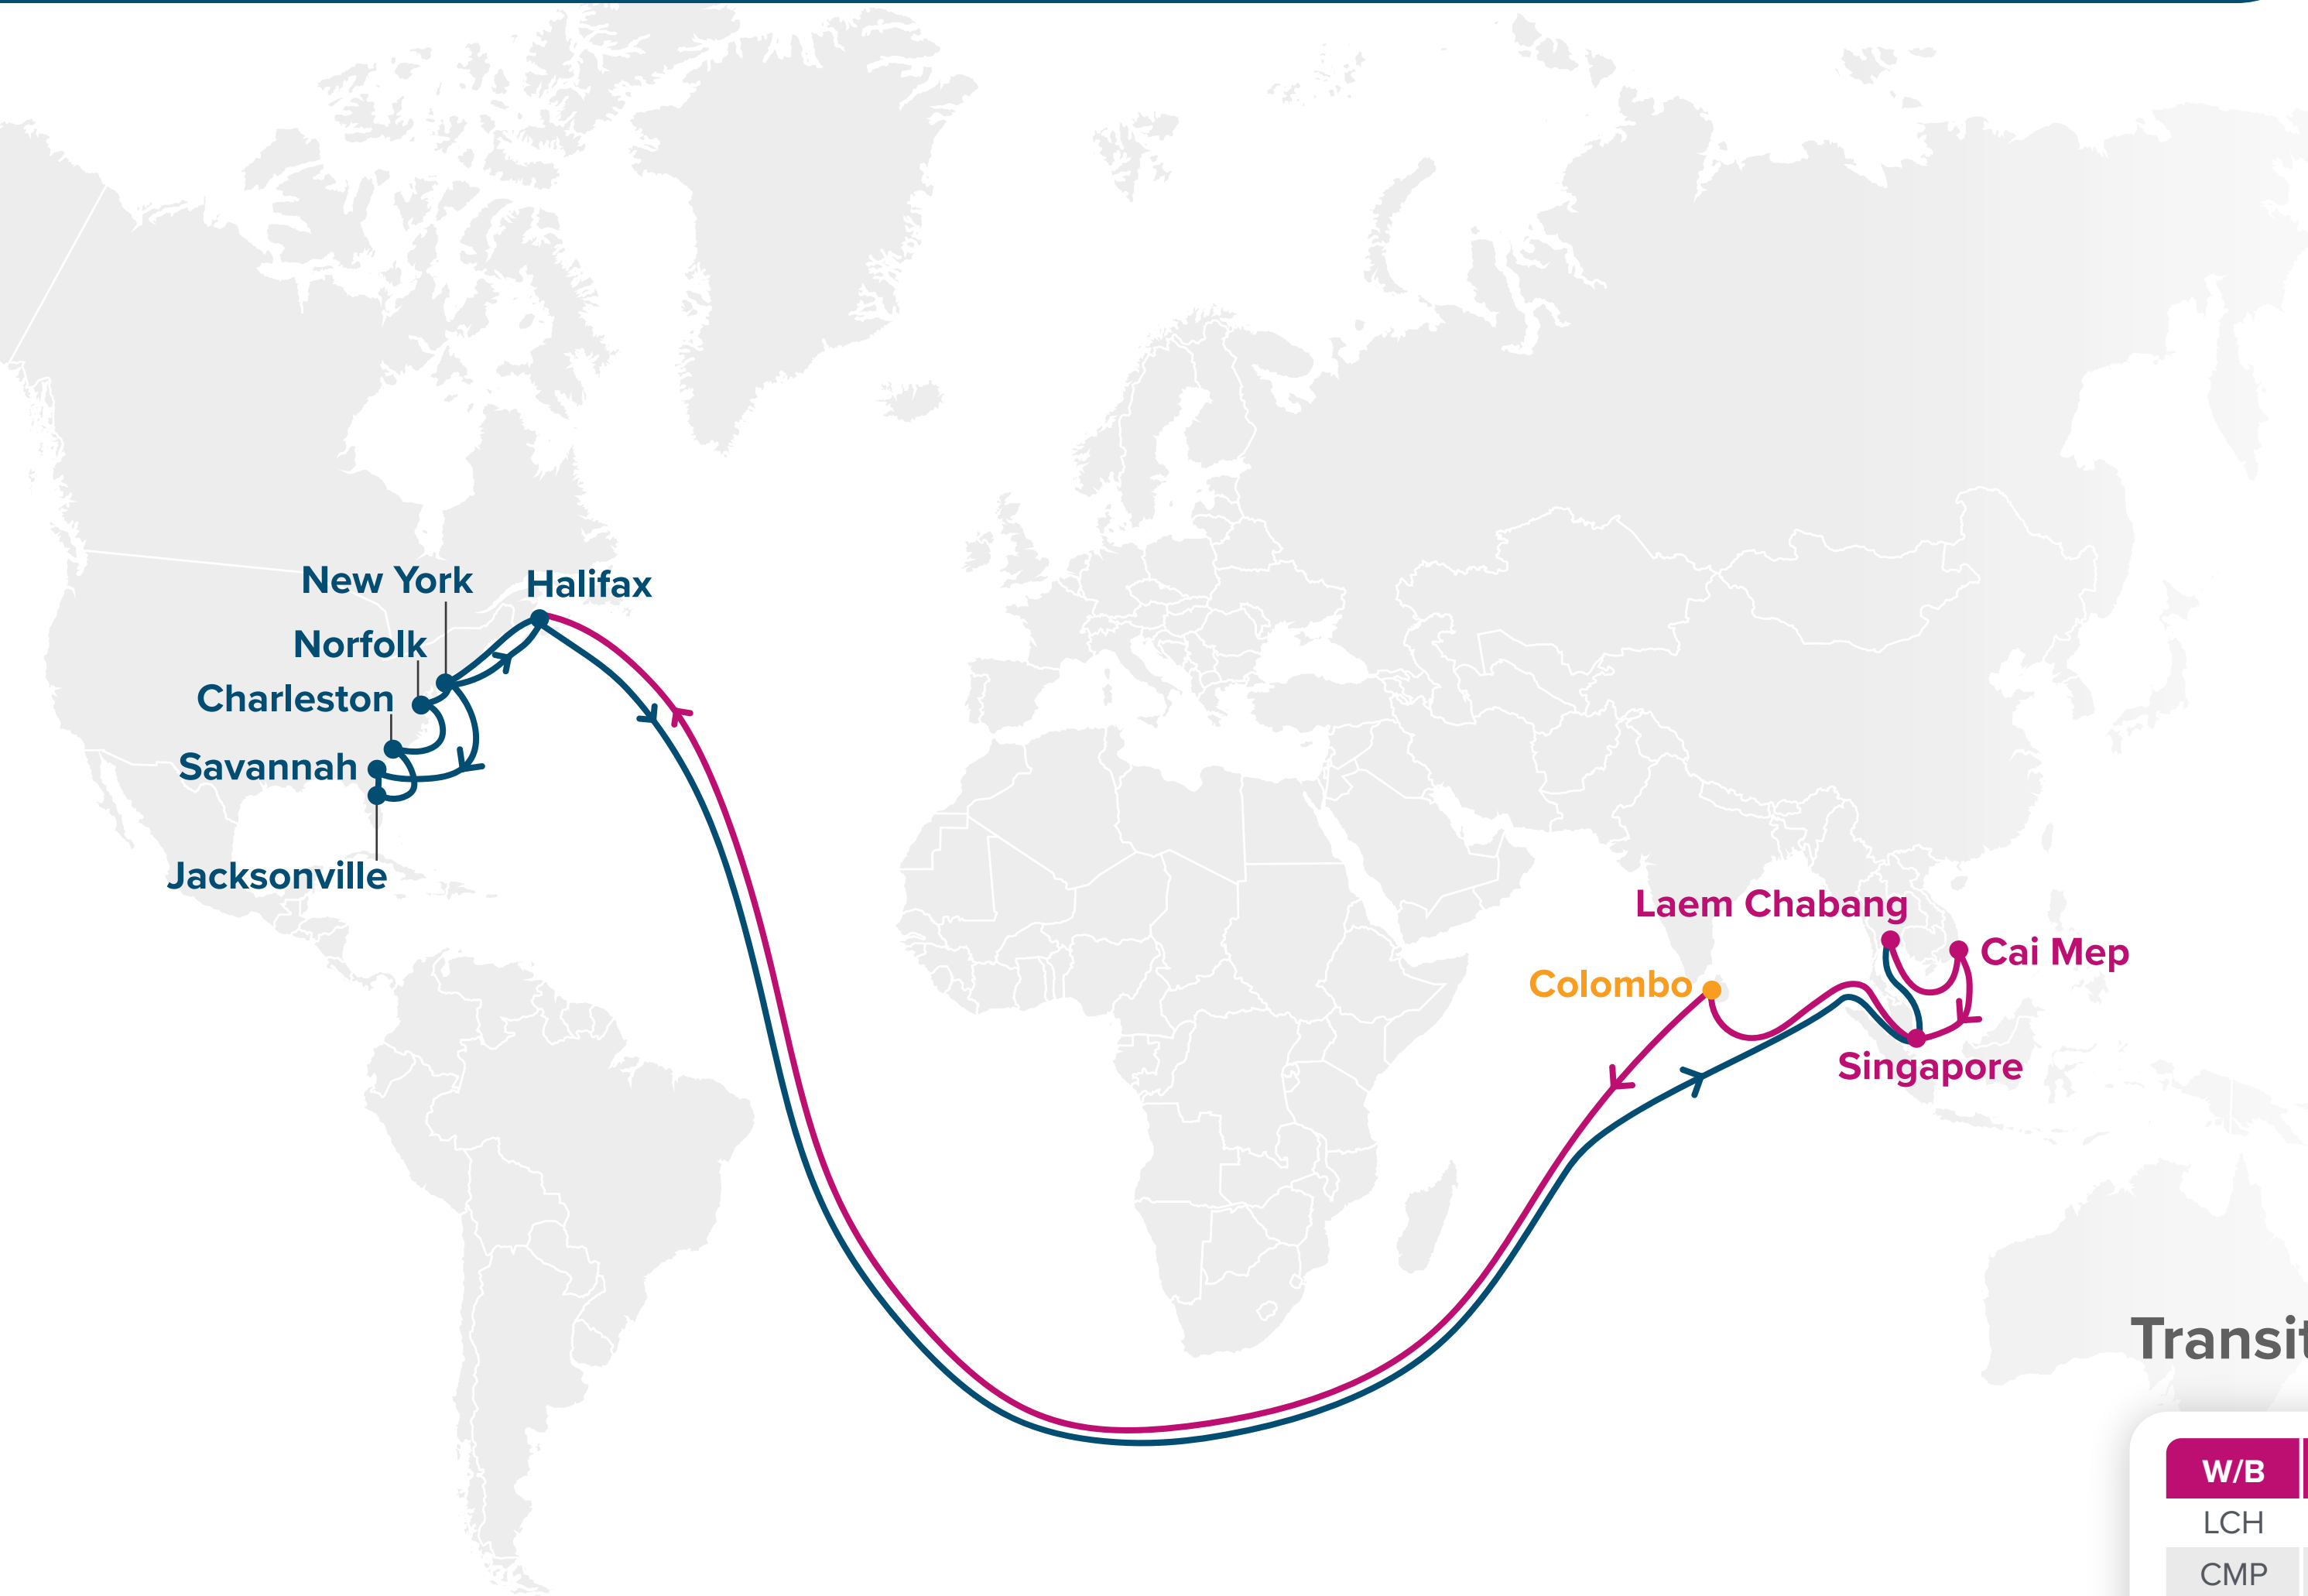 New York
Halifax
Norfolk
Charleston
Savannah
Jacksonville
Laem Chabang
Cai Mep
Colombo
Singapore
Transit
W/B
LCH
CMP